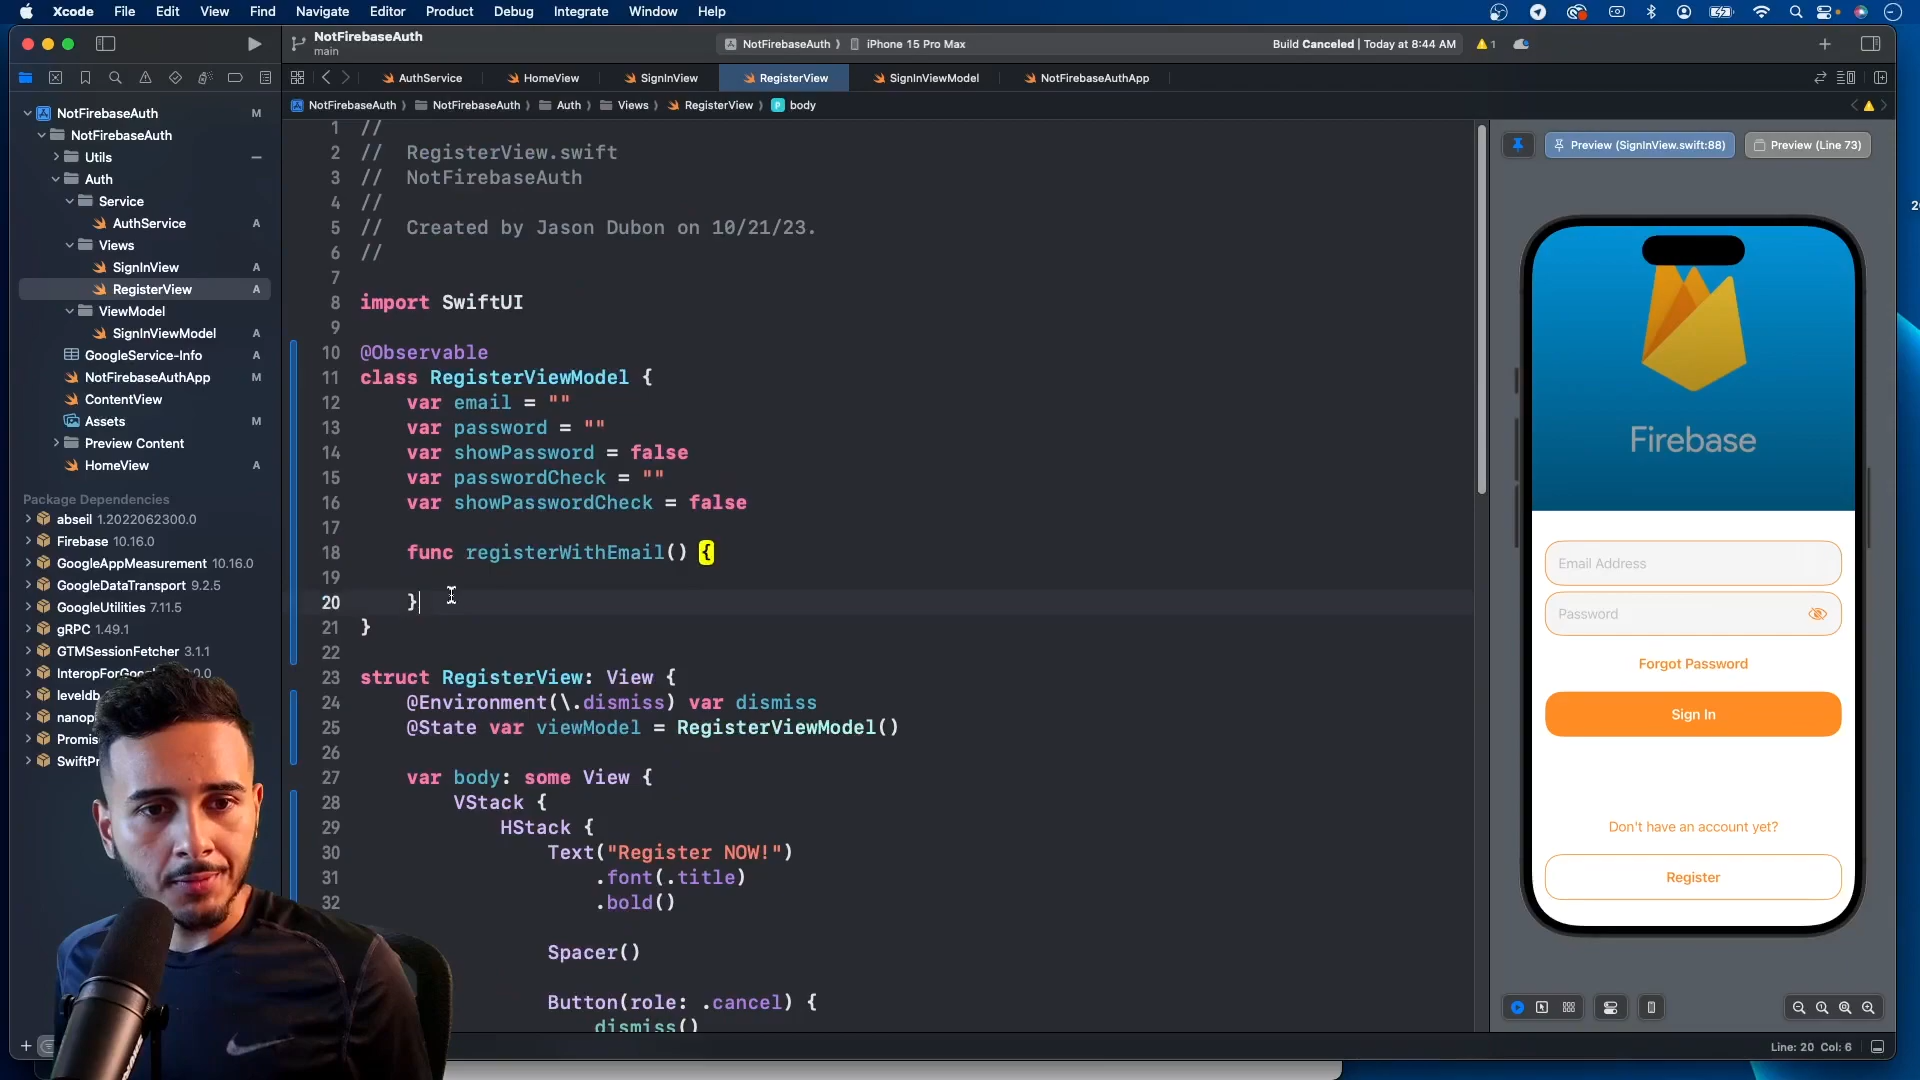 Xcode File Edit View Find Navigate Editor Product Debug Integrate Window Help
NotFirebaseAuth
main
NotFirebaseAuth iPhone 15 Pro Max
Build Canceled | Today at 8:44 AM
1
AuthService HomeView SignInView RegisterView SignInViewModel NotFirebaseAuthApp
NotFirebaseAuth NotFirebaseAuth Auth Views RegisterView body
NotFirebaseAuth M
NotFirebaseAuth
Utils
Auth
Service
AuthService A
Views
SignInView A
RegisterView A
ViewModel
SignInViewModel A
GoogleService-Info A
NotFirebaseAuthApp M
ContentView
Assets M
Preview Content
HomeView A
Package Dependencies
abseil 1.2022062300.0
Firebase 10.16.0
GoogleAppMeasurement 10.16.0
GoogleDataTransport 9.2.5
GoogleUtilities 7.11.5
gRPC 1.49.1
GTMSessionFetcher 3.1.1
leveldb
1 //
2 // RegisterView.swift
3 // NotFirebaseAuth
4 //
5 // Created by Jason Dubon on 10/21/23.
6 //
7
8 import SwiftUI
9
10 @Observable
11 class RegisterViewModel {
12 var email = ""
13 var password = ""
14 var showPassword = false
15 var passwordCheck = ""
16 var showPasswordCheck = false
17
18 func registerWithEmail() {
19
20 }
21 }
22
23 struct RegisterView: View {
24 @Environment(\.dismiss) var dismiss
25 @State var viewModel = RegisterViewModel()
26
27 var body: some View {
28 VStack {
29 HStack {
30 Text("Register NOW!")
31 .font(.title)
32 .bold()
Spacer()
Button(role: .cancel) {
dismiss()
Preview (SignInView.swift:88) Preview (Line 73)
Firebase
Email Address
Password
Forgot Password
Sign In
Don't have an account yet?
Register
Line: 20 Col: 6